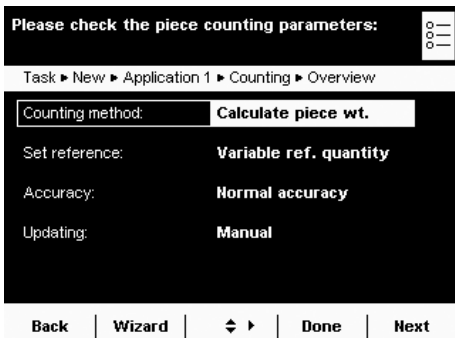 Please check the piece counting parameters:
Task ▸ New ▸ Application 1 ▸ Counting ▸ Overview
Counting method: Calculate piece wt.
Set reference: Variable ref. quantity
Accuracy: Normal accuracy
Updating: Manual
Back Wizard Done Next